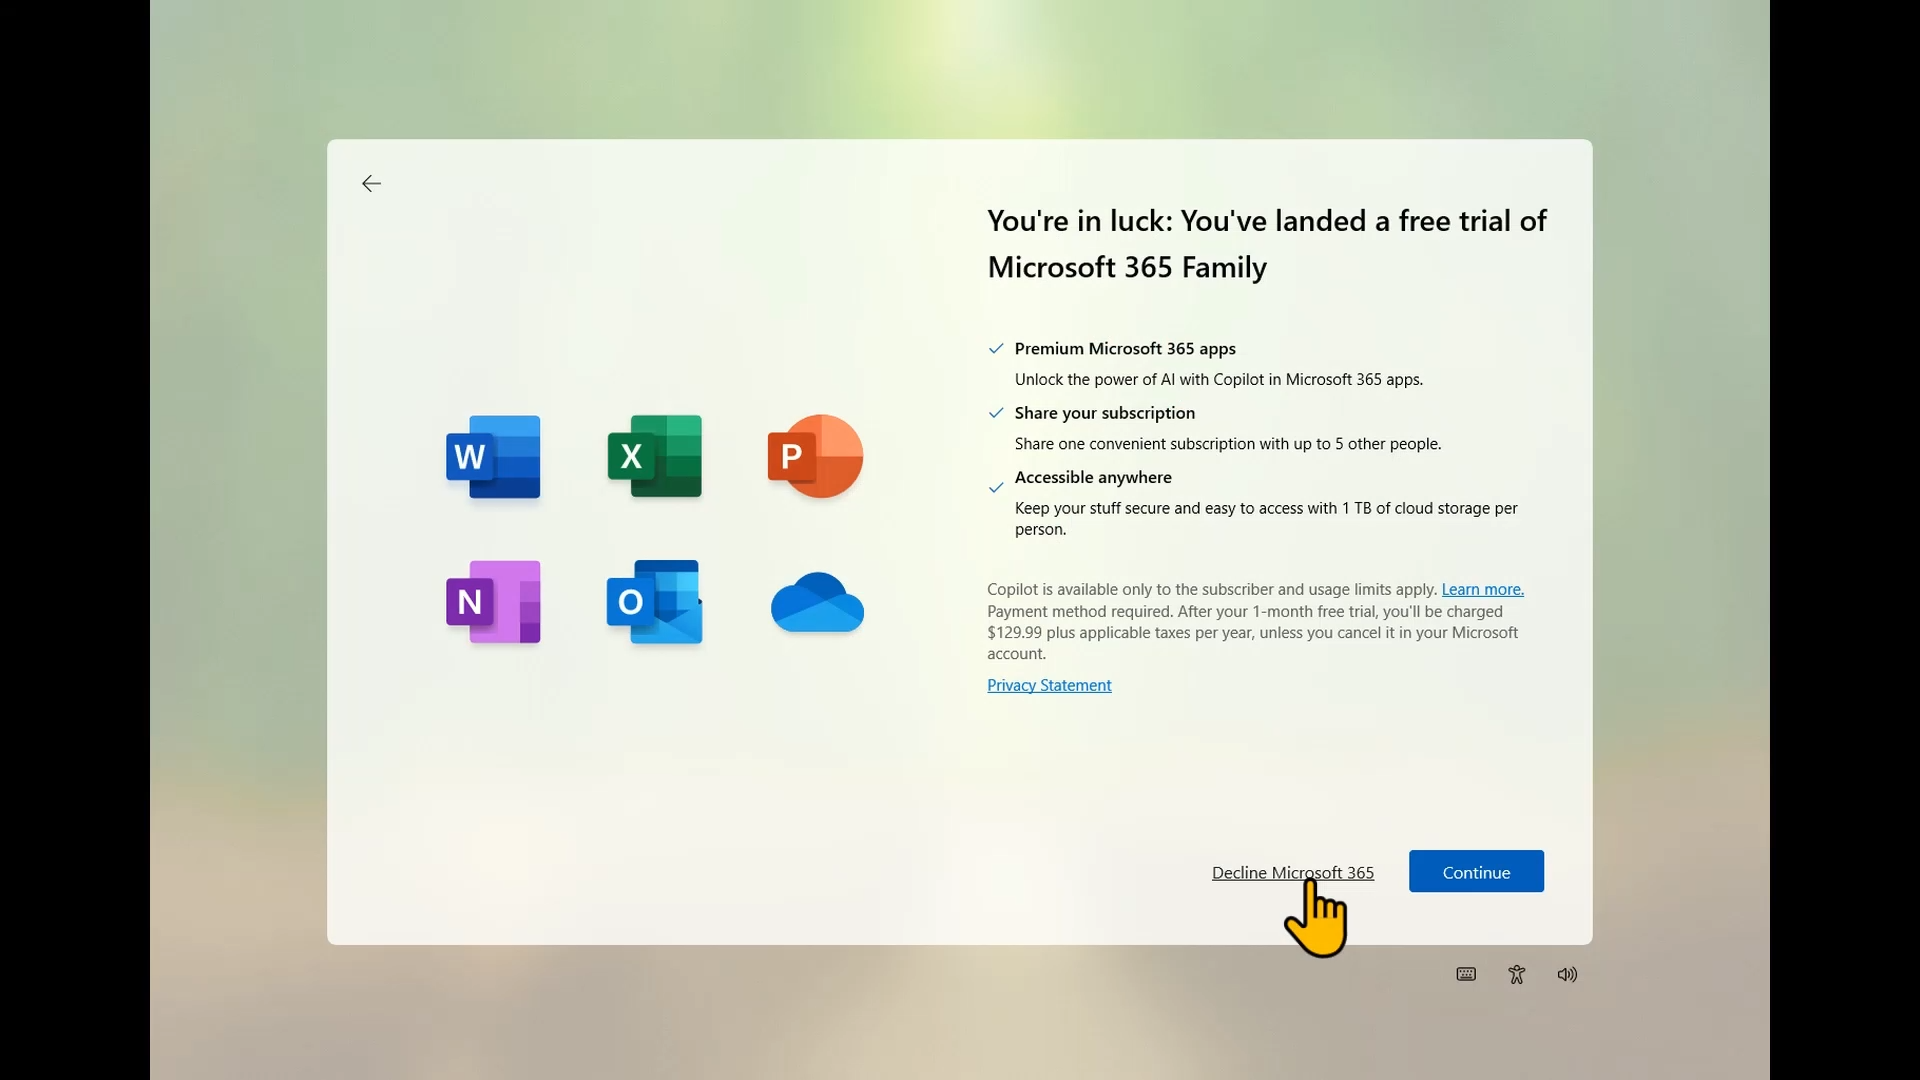 You're in luck: You've landed a free trial of
Microsoft 365 Family
Premium Microsoft 365 apps
Unlock the power of AI with Copilot in Microsoft 365 apps.
Share your subscription
Share one convenient subscription with up to 5 other people.
Accessible anywhere
Keep your stuff secure and easy to access with 1 TB of cloud storage per
person.
W
X
P
N
O
Copilot is available only to the subscriber and usage limits apply. Learn more.
Payment method required. After your 1-month free trial, you'll be charged
$129.99 plus applicable taxes per year, unless you cancel it in your Microsoft
account.
Privacy Statement
Decline Microsoft 365
Continue